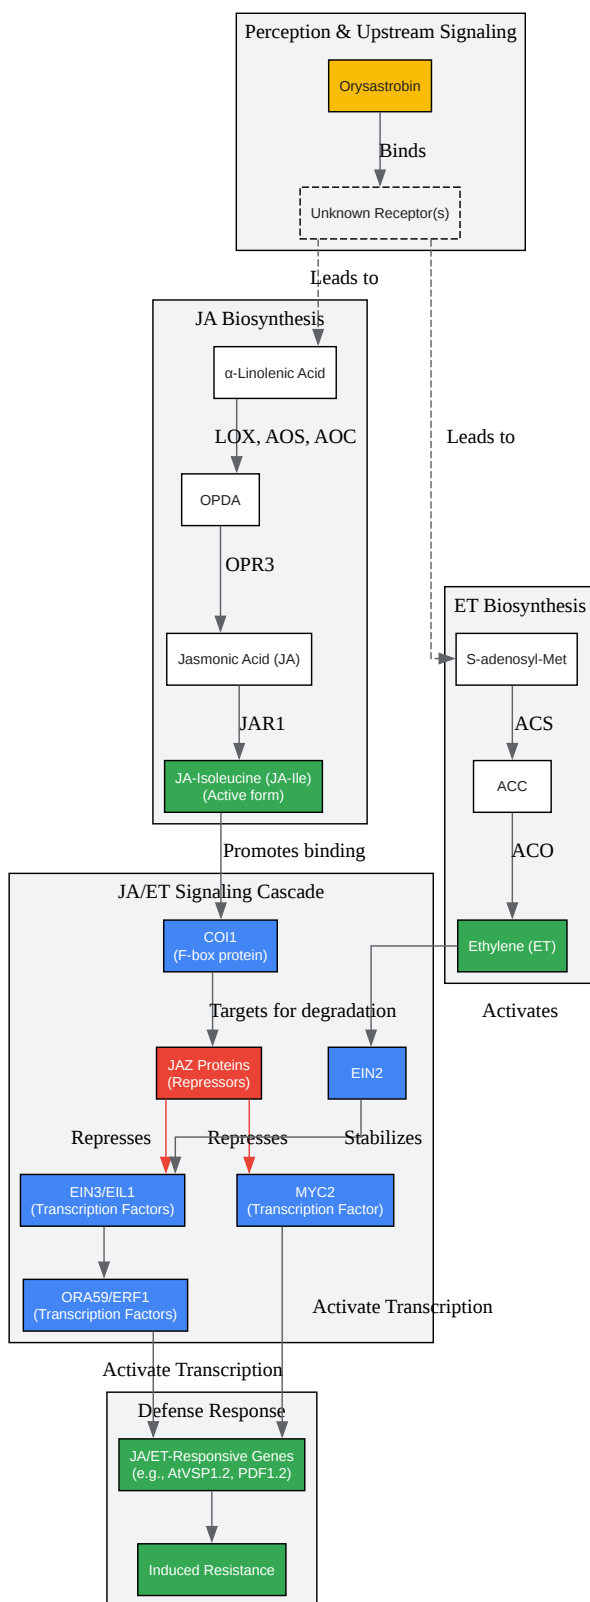 Perception & Upstream Signaling
Orysastrobin
Binds
Unknown Receptor(s)
Leads to
JA Biosynthesis
α-Linolenic Acid
LOX, AOS, AOC
Leads to
OPDA
OPR3
ET Biosynthesis
Jasmonic Acid (JA)
S-adenosyl-Met
JAR1
ACS
JA-Isoleucine (JA-Ile)
(Active form)
ACC
Promotes binding
ACO
JA/ET Signaling Cascade
COI1
(F-box protein)
Ethylene (ET)
Targets for degradation
Activates
JAZ Proteins
(Repressors)
EIN2
Represses
Represses
Stabilizes
EIN3/EIL1
(Transcription Factors)
MYC2
(Transcription Factor)
ORA59/ERF1
(Transcription Factors)
Activate Transcription
Activate Transcription
Defense Response
JA/ET-Responsive Genes
(e.g., AtVSP1.2, PDF1.2)
Induced Resistance